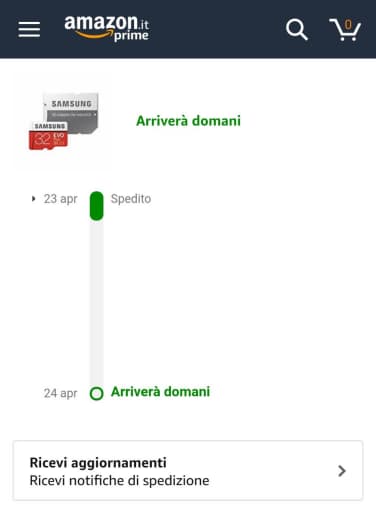 amazon.it
prime
0
SAMSUNG
SAMSUNG
32 EVO
Arriverà domani
23 apr Spedito
24 apr Arriverà domani
Ricevi aggiornamenti
Ricevi notifiche di spedizione